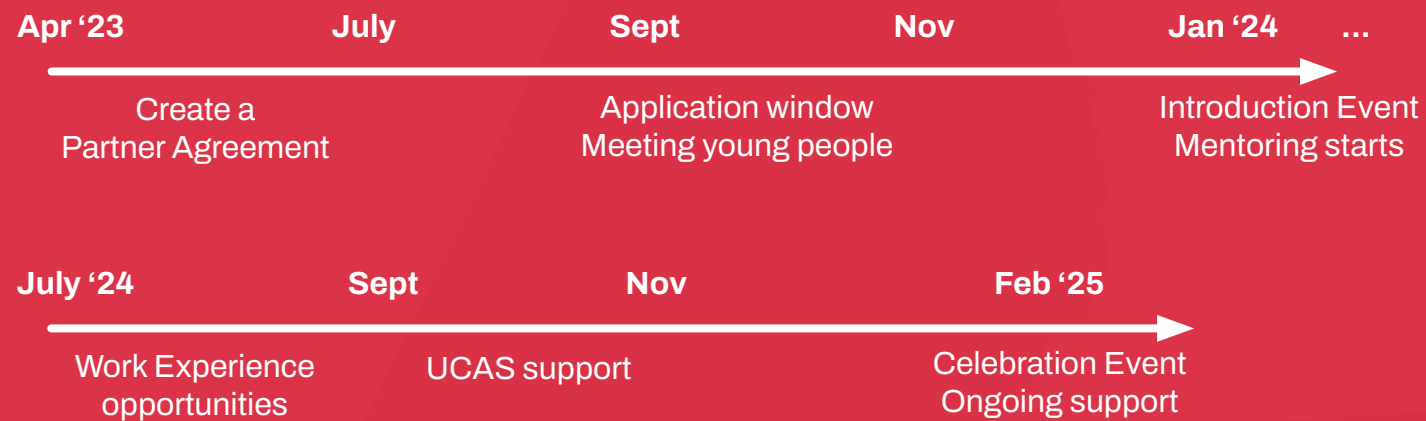 Apr ‘23 July Sept Nov Jan ‘24 ...
Create a
Partner Agreement
Application window
Meeting young people
Introduction Event
Mentoring starts
July ‘24 Sept Nov Feb ‘25
Work Experience
opportunities
UCAS support
Celebration Event
Ongoing support